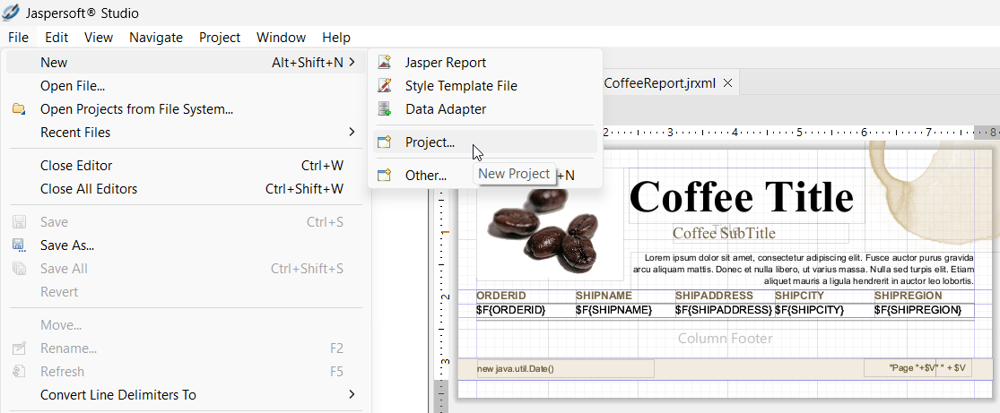 Jaspersoft® Studio
File Edit View Navigate Project Window Help
New Alt+Shift+N
Open File...
Open Projects from File System...
Recent Files
Close Editor Ctrl+W
Close All Editors Ctrl+Shift+W
Save Ctrl+S
Save As...
Save All Ctrl+Shift+S
Revert
Move...
Rename... F2
Refresh F5
Convert Line Delimiters To
Jasper Report
Style Template File
Data Adapter
Project...
Other... +N
New Project
CoffeeReport.jrxml
2 3 4 5 6 7 8
1
2
3
Coffee Title
Title
Coffee SubTitle
Lorem ipsum dolor sit amet, consectetur adipiscing elit. Fusce auctor purus gravida
arcu aliquam mattis. Donec et nulla libero, ut varius massa. Nulla sed turpis elit. Etiam
aliquet mauris a ligula hendrerit in auctor leo lobortis.
ORDERID SHIPNAME SHIPADDRESS SHIPCITY SHIPREGION
$F{ORDERID} $F{SHIPNAME} $F{SHIPADDRESS} $F{SHIPCITY} $F{SHIPREGION}
Column Footer
new java.util.Date() "Page "+$V" " + $V